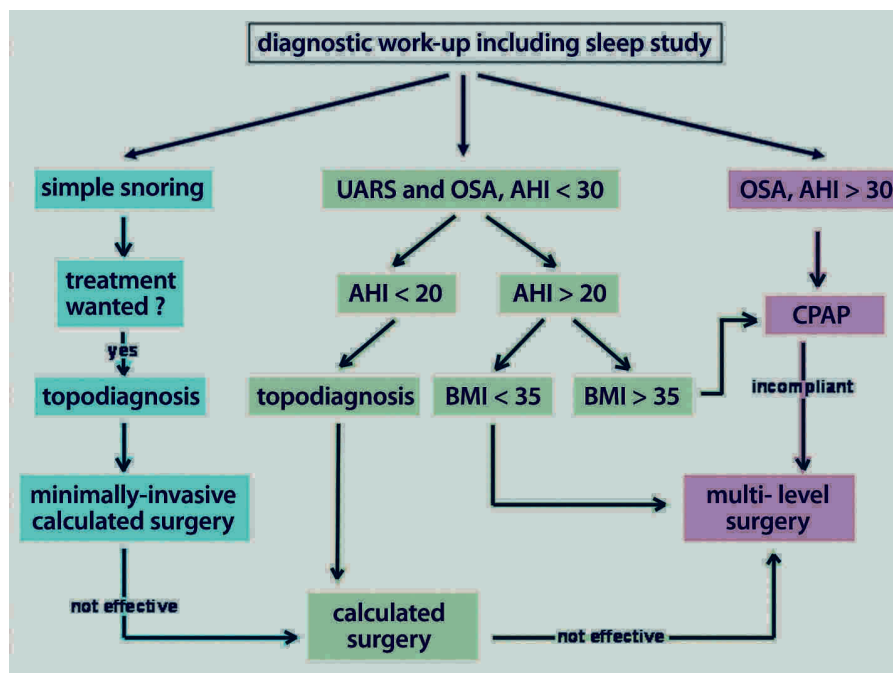 diagnostic work-up including sleep study
simple snoring
UARS and OSA, AHI < 30
OSA, AHI > 30
treatment
wanted ?
AHI < 20
AHI > 20
CPAP
yes
incompliant
topodiagnosis
topodiagnosis
BMI < 35
BMI > 35
minimally-invasive
calculated surgery
multi- level
surgery
not effective
calculated
surgery
not effective